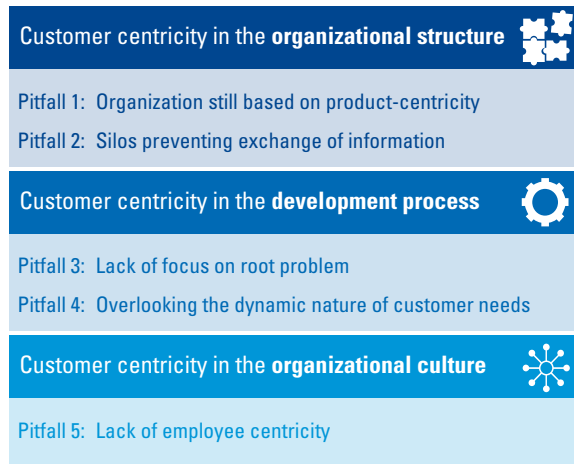 Customer centricity in the organizational structure
Pitfall 1: Organization still based on product-centricity
Pitfall 2: Silos preventing exchange of information
Customer centricity in the development process
Pitfall 3: Lack of focus on root problem
Pitfall 4: Overlooking the dynamic nature of customer needs
Customer centricity in the organizational culture
Pitfall 5: Lack of employee centricity